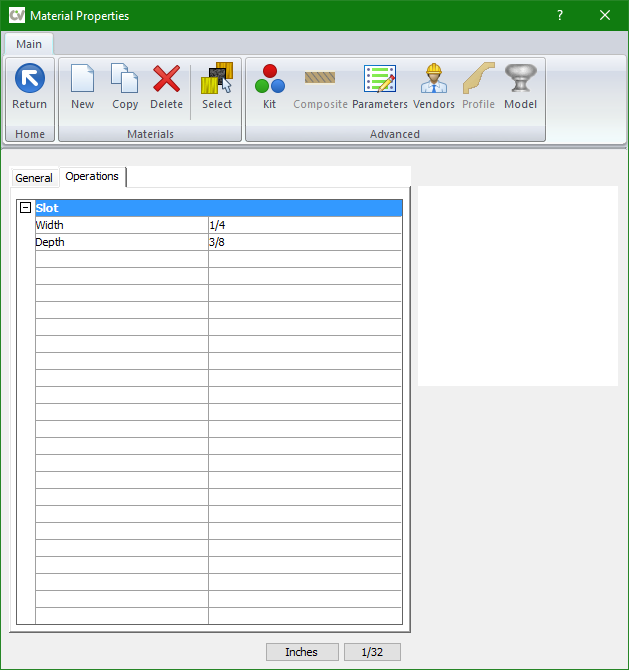 CV Material Properties ?
Main
Return New Copy Delete Select Kit Composite Parameters Vendors Profile Model
Home Materials Advanced
General Operations
Slot
Width 1/4
Depth 3/8
Inches 1/32